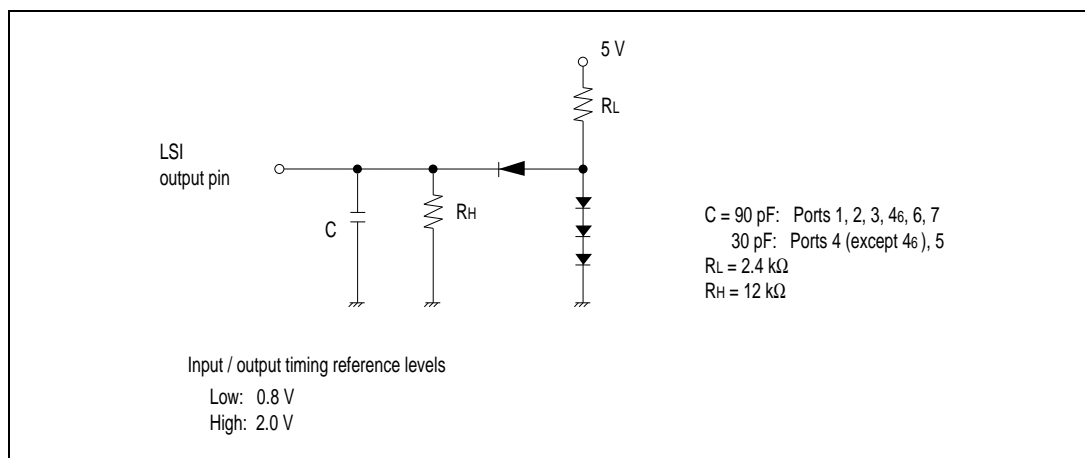 5 V
RL
LSI
output pin
C
RH
C = 90 pF: Ports 1, 2, 3, 46, 6, 7
30 pF: Ports 4 (except 46), 5
RL = 2.4 kΩ
RH = 12 kΩ
Input / output timing reference levels
Low: 0.8 V
High: 2.0 V